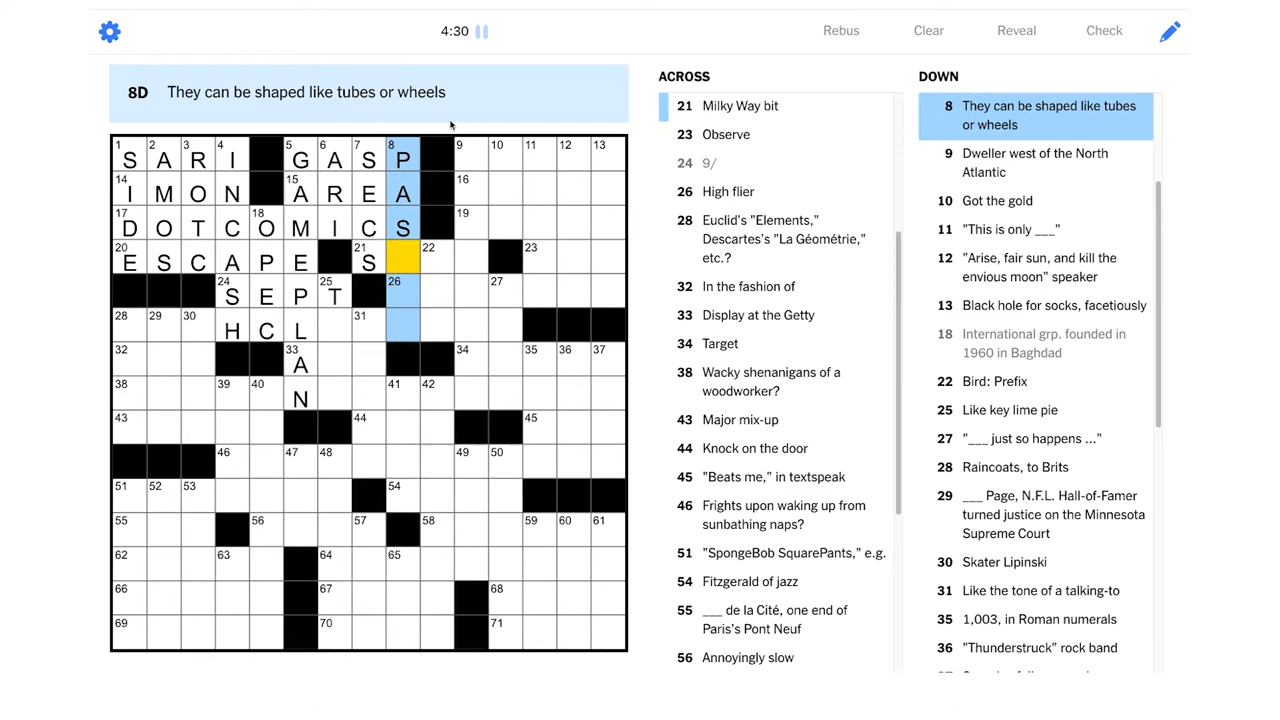 4:30
Rebus Clear Reveal Check
8D They can be shaped like tubes or wheels
1 S 2 A 3 R 4 I 5 G 6 A 7 S 8 P 9 10 11 12 13
14 I M O N 15 A R E A 16
17 D O T C 18 O M I C S 19
20 E S C A P E 21 S 22 23
24 S E P 25 T 26 27
28 29 30 H C L 31
32 33 A 34 35 36 37
38 39 40 N 41 42
43 44 45
46 47 48 49 50
51 52 53 54
55 56 57 58 59 60 61
62 63 64 65
66 67 68
69 70 71
ACROSS
21 Milky Way bit
23 Observe
24 9/
26 High flier
28 Euclid's "Elements,"
Descartes's "La Géométrie,"
etc.?
32 In the fashion of
33 Display at the Getty
34 Target
38 Wacky shenanigans of a
woodworker?
43 Major mix-up
44 Knock on the door
45 "Beats me," in textspeak
46 Frights upon waking up from
sunbathing naps?
51 "SpongeBob SquarePants," e.g.
54 Fitzgerald of jazz
55 ___ de la Cité, one end of
Paris's Pont Neuf
56 Annoyingly slow
DOWN
8 They can be shaped like tubes
or wheels
9 Dweller west of the North
Atlantic
10 Got the gold
11 "This is only ___"
12 "Arise, fair sun, and kill the
envious moon" speaker
13 Black hole for socks, facetiously
18 International grp. founded in
1960 in Baghdad
22 Bird: Prefix
25 Like key lime pie
27 "___ just so happens ..."
28 Raincoats, to Brits
29 ___ Page, N.F.L. Hall-of-Famer
turned justice on the Minnesota
Supreme Court
30 Skater Lipinski
31 Like the tone of a talking-to
35 1,003, in Roman numerals
36 "Thunderstruck" rock band